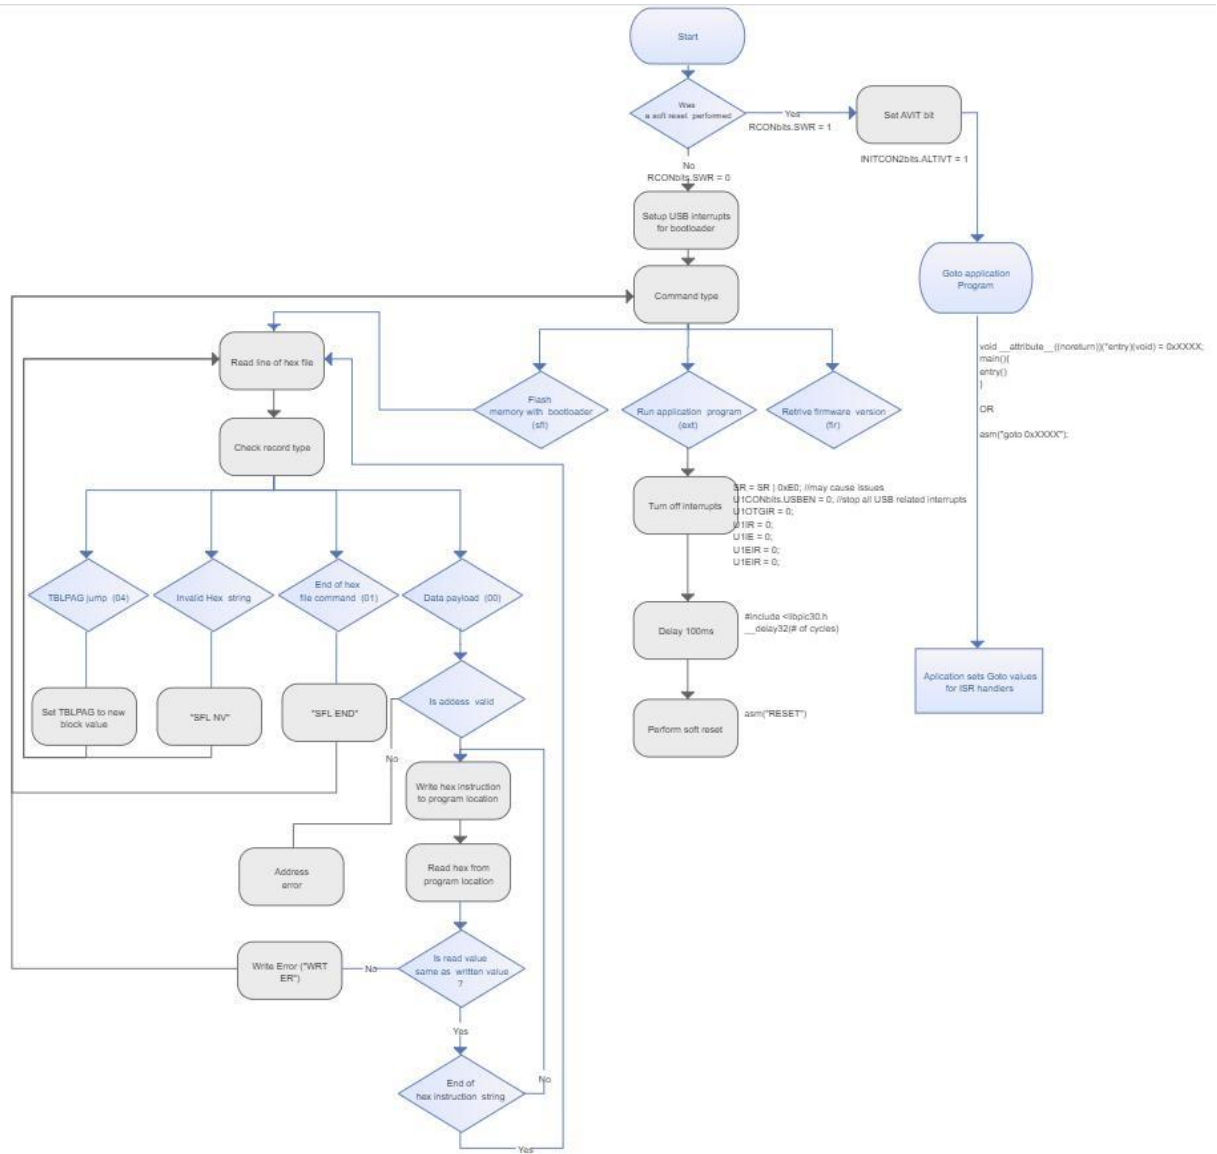 Start
Was
a soft reset performed
Yes
RCONbits.SWR = 1
Set AVIT bit
INITCON2bits.ALTIVT = 1
No
RCONbits.SWR = 0
Setup USB interrupts
for bootloader
Command type
Goto application
Program
void __attribute__((noreturn))(*entry)(void) = 0xXXXX;
main(){
entry()
}
OR
asm("goto 0xXXXX");
Read line of hex file
Flash
memory with bootloader
(sfl)
Run application program
(ext)
Retrive firmware version
(fir)
Check record type
Turn off interrupts
SR = SR | 0xE0; //may cause issues
U1CONbits.USBEN = 0; //stop all USB related interrupts
U1OTGIR = 0;
U1IR = 0;
U1IE = 0;
U1EIR = 0;
U1EIR = 0;
TBLPAG jump (04)
Invalid Hex string
End of hex
file command (01)
Data payload (00)
Delay 100ms
#include <libpic30.h
__delay32(# of cycles)
Set TBLPAG to new
block value
"SFL NV"
"SFL END"
Is addess valid
Aplication sets Goto values
for ISR handlers
Perform soft reset
asm("RESET")
No
Write hex instruction
to program location
Address
error
Read hex from
program location
Write Error ("WRT
ER")
No
Is read value
same as written value
?
Yes
End of
hex instruction string
No
Yes